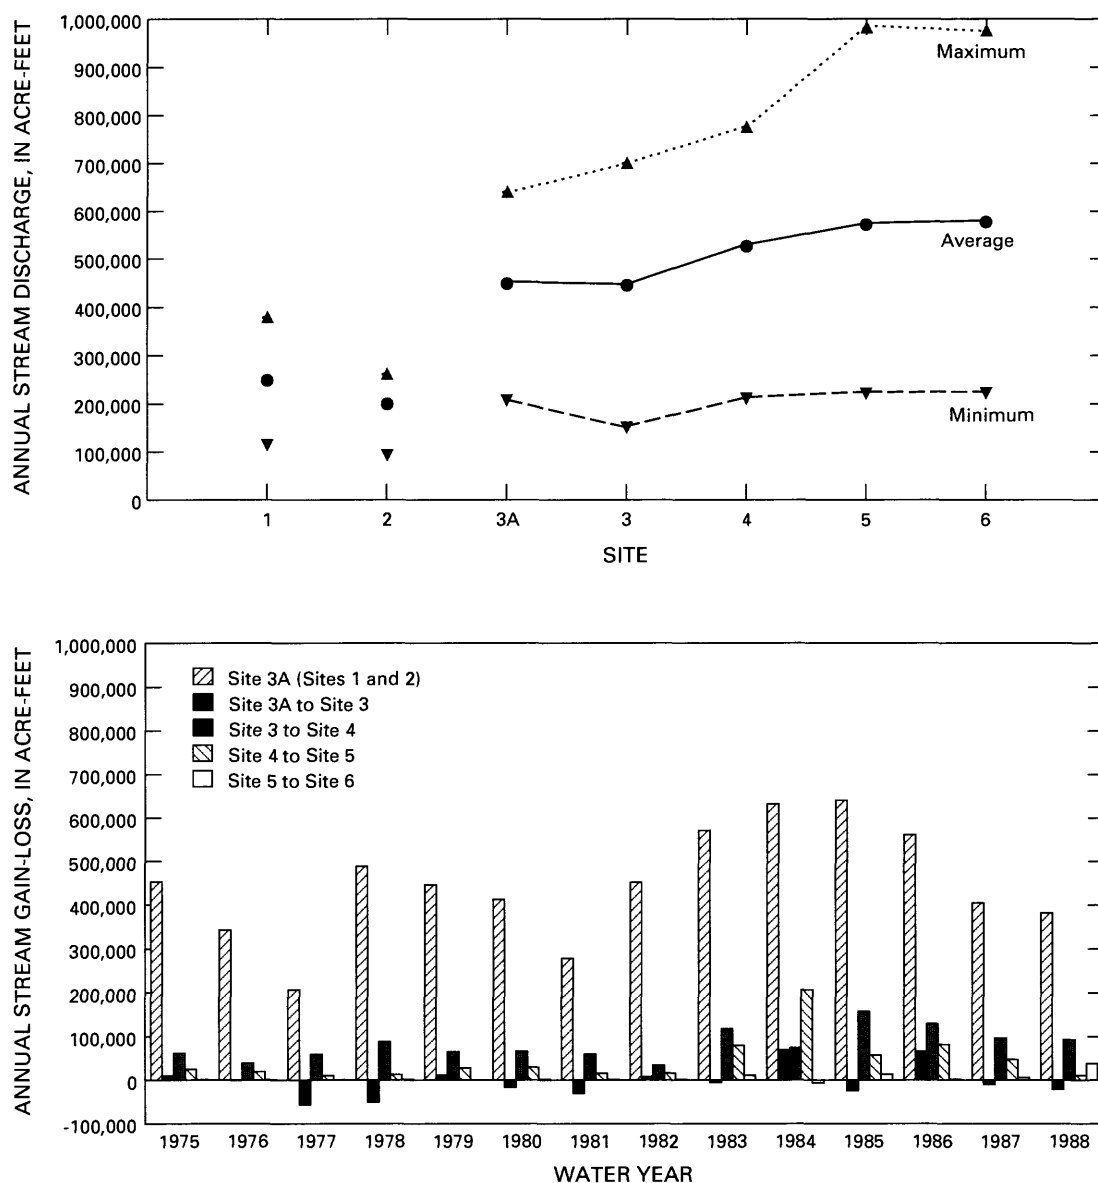 ANNUAL STREAM DISCHARGE, IN ACRE-FEET
1,000,000
900,000
800,000
700,000
600,000
500,000
400,000
300,000
200,000
100,000
0
Maximum
Average
Minimum
1 2 3A 3 4 5 6
SITE
ANNUAL STREAM GAIN-LOSS, IN ACRE-FEET
1,000,000
900,000
800,000
700,000
600,000
500,000
400,000
300,000
200,000
100,000
0
-100,000
Site 3A (Sites 1 and 2)
Site 3A to Site 3
Site 3 to Site 4
Site 4 to Site 5
Site 5 to Site 6
1975 1976 1977 1978 1979 1980 1981 1982 1983 1984 1985 1986 1987 1988
WATER YEAR